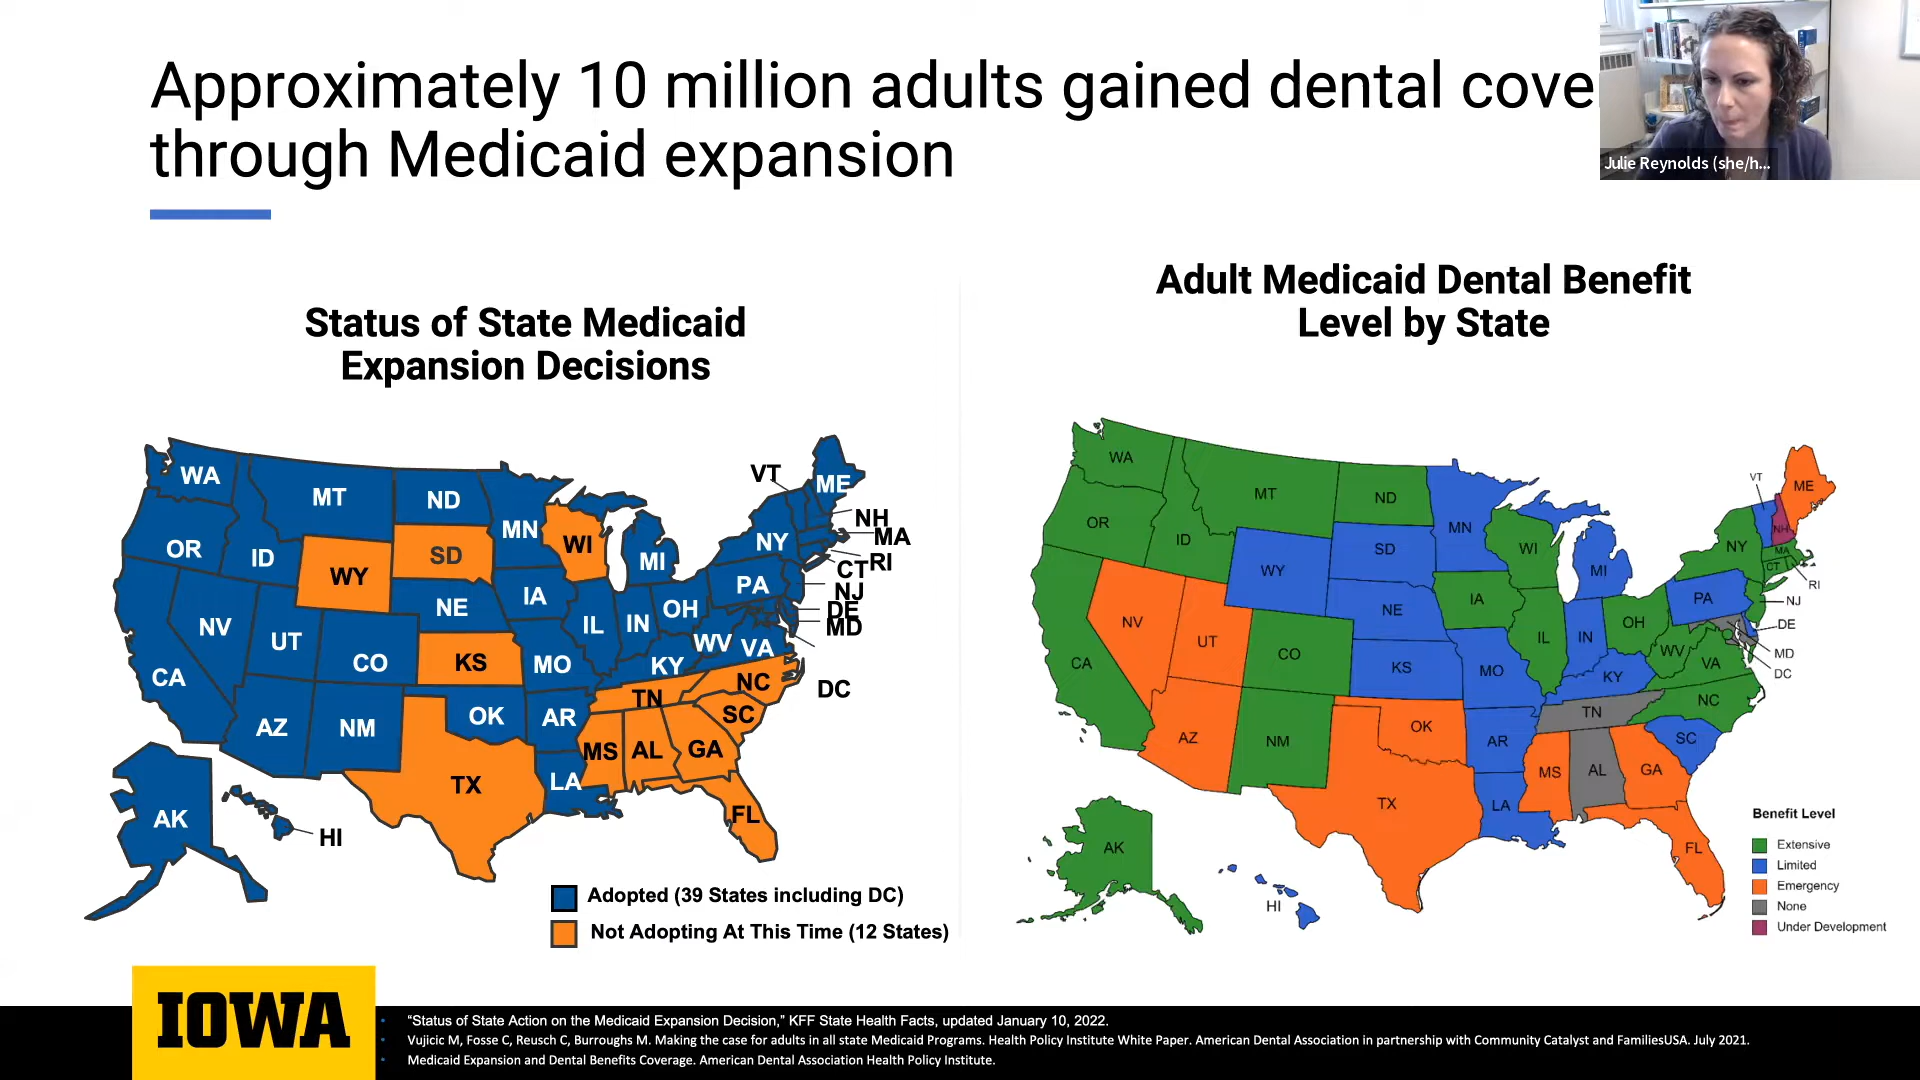 Approximately 10 million adults gained dental cove
through Medicaid expansion
Julie Reynolds (she/h...
Status of State Medicaid
Expansion Decisions
WA
MT
ND
MN
WI
MI
VT
ME
NH
MA
NY
RI
CT
NJ
DE
MD
DC
OR
ID
WY
SD
NE
IA
IL
IN
OH
PA
WV
VA
NV
UT
CO
KS
MO
KY
CA
AZ
NM
OK
AR
TN
NC
SC
MS
AL
GA
TX
LA
FL
AK
HI
Adopted (39 States including DC)
Not Adopting At This Time (12 States)
Adult Medicaid Dental Benefit
Level by State
WA
MT
ND
MN
WI
MI
VT
ME
NH
MA
NY
CT
RI
NJ
DE
MD
DC
OR
ID
WY
SD
NE
IA
IL
IN
OH
PA
WV
VA
NV
UT
CO
KS
MO
KY
CA
AZ
NM
OK
AR
TN
NC
SC
MS
AL
GA
TX
LA
FL
AK
HI
Benefit Level
Extensive
Limited
Emergency
None
Under Development
IOWA
• “Status of State Action on the Medicaid Expansion Decision,” KFF State Health Facts, updated January 10, 2022.
• Vujicic M, Fosse C, Reusch C, Burroughs M. Making the case for adults in all state Medicaid Programs. Health Policy Institute White Paper. American Dental Association in partnership with Community Catalyst and FamiliesUSA. July 2021.
• Medicaid Expansion and Dental Benefits Coverage. American Dental Association Health Policy Institute.